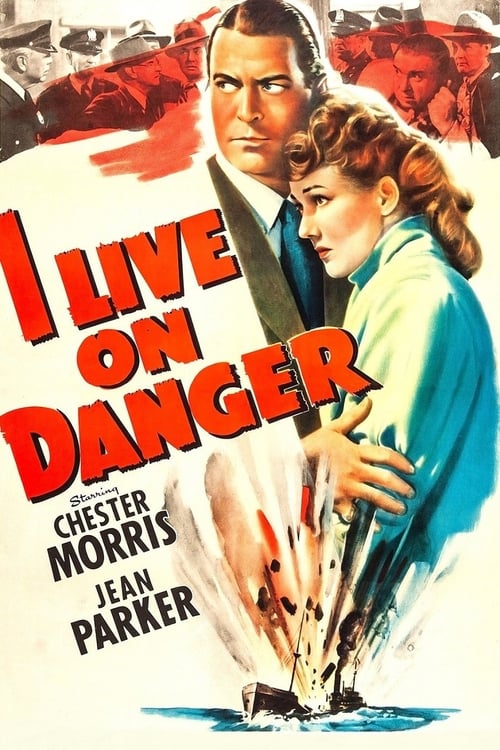 I LIVE
ON
DANGER
Starring
CHESTER
MORRIS
JEAN
PARKER